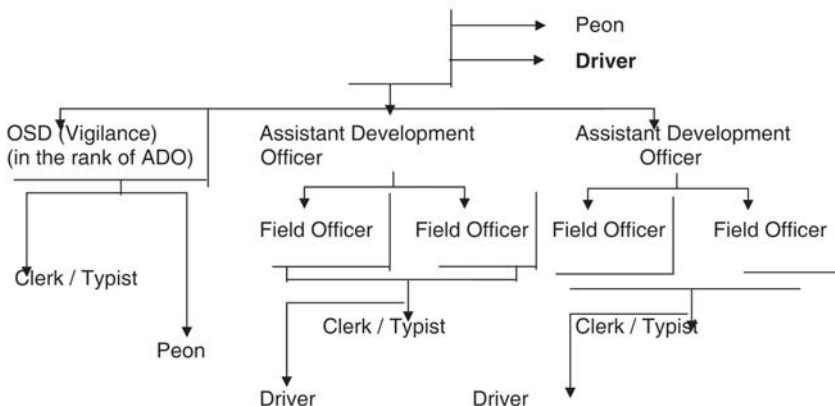 Peon
Driver
OSD (Vigilance)
(in the rank of ADO)
Assistant Development
Officer
Assistant Development
Officer
Field Officer
Field Officer
Field Officer
Field Officer
Clerk / Typist
Clerk / Typist
Clerk / Typist
Peon
Driver
Driver